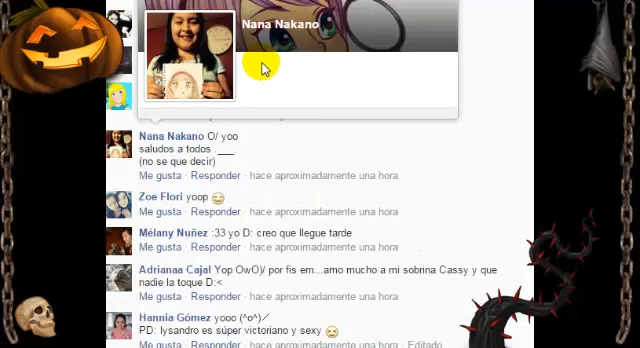 Nana Nakano
Nana Nakano O/ yoo
saludos a todos .___.
(no se que decir)
Me gusta · Responder · hace aproximadamente una hora
Zoe Flori yoop
Me gusta · Responder · hace aproximadamente una hora
Mélany Nuñez :33 yo D: creo que llegue tarde
Me gusta · Responder · hace aproximadamente una hora
Adrianaa Cajal Yop OwO)/ por fis em...amo mucho a mi sobrina Cassy y que
nadie la toque D:<
Me gusta · Responder · hace aproximadamente una hora
Hannia Gómez yooo (^o^)／
PD: lysandro es súper victoriano y sexy
Me gusta · Responder · hace aproximadamente una hora · Editado